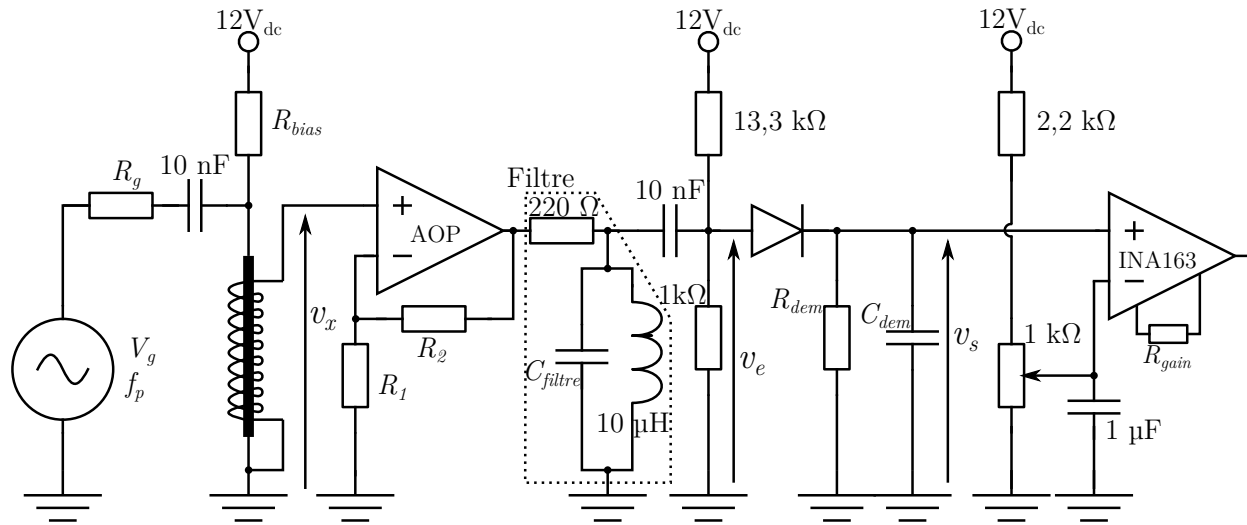 12V_dc
12V_dc
12V_dc
R_bias
13,3 kΩ
2,2 kΩ
10 nF
R_g
Filtre
10 nF
220 Ω
+
AOP
−
+
INA163
−
V_g
f_p
v_x
R_2
R_1
C_filtre
10 µH
1kΩ
v_e
R_dem
C_dem
v_s
1 kΩ
R_gain
1 µF